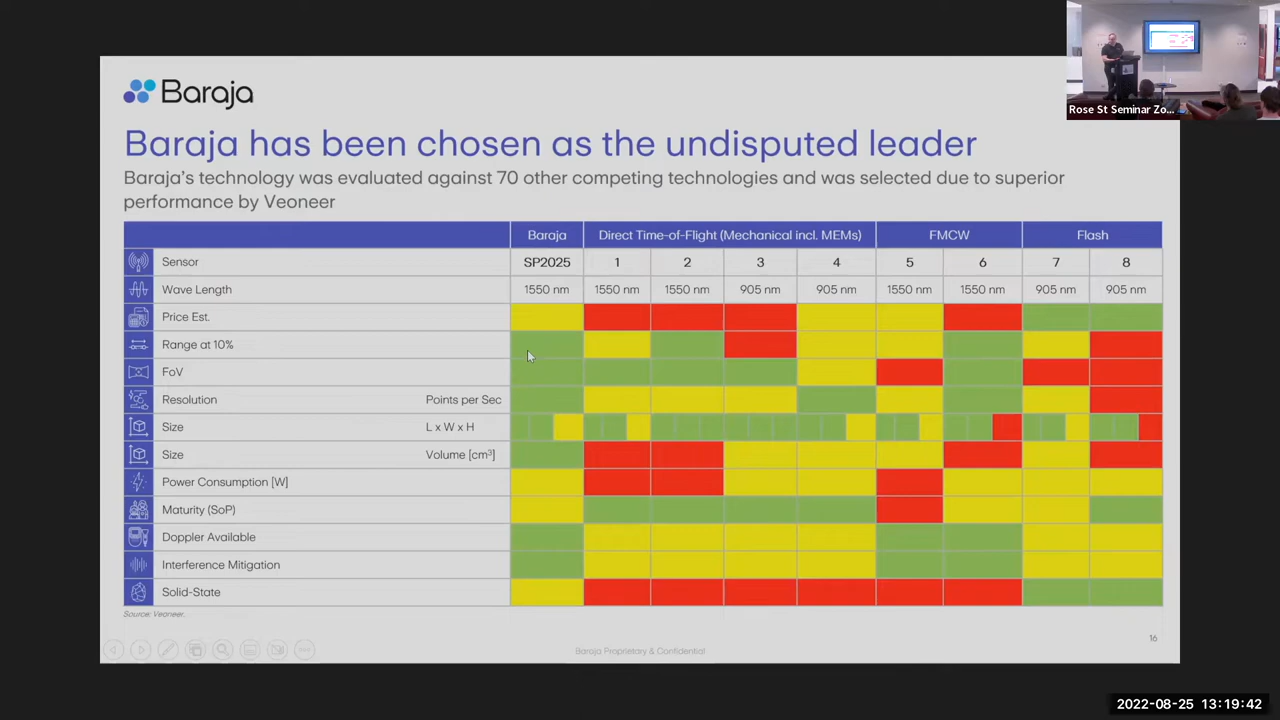 Rose St Seminar Zo...
Baraja
Baraja has been chosen as the undisputed leader
Baraja's technology was evaluated against 70 other competing technologies and was selected due to superior
performance by Veoneer
Baraja Direct Time-of-Flight (Mechanical incl. MEMs) FMCW Flash
Sensor SP2025 1 2 3 4 5 6 7 8
Wave Length 1550 nm 1550 nm 1550 nm 905 nm 905 nm 1550 nm 1550 nm 905 nm 905 nm
Price Est.
Range at 10%
FoV
Resolution Points per Sec
Size L x W x H
Size Volume [cm³]
Power Consumption [W]
Maturity (SoP)
Doppler Available
Interference Mitigation
Solid-State
Source: Veoneer.
16
Baraja Proprietary & Confidential
2022-08-25 13:19:42